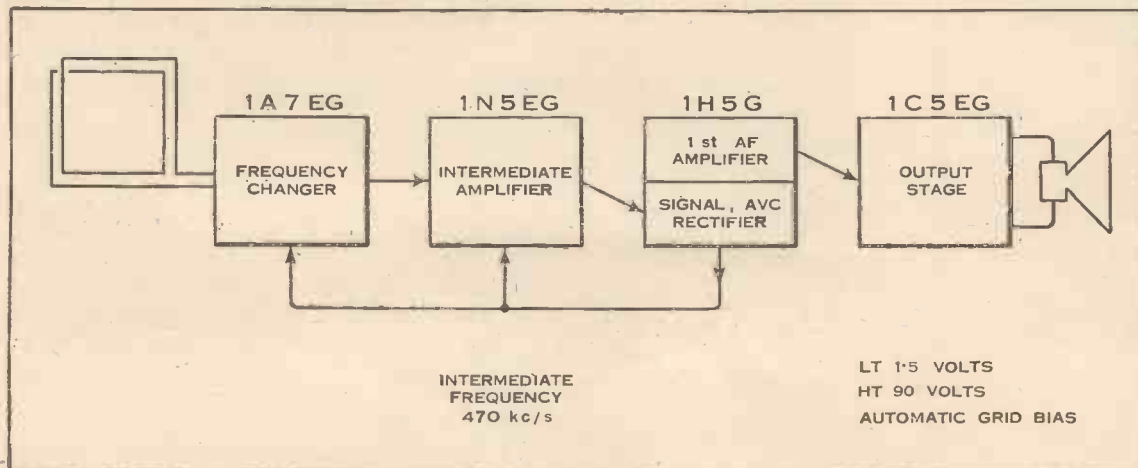 1A7EG
FREQUENCY
CHANGER
1N5EG
INTERMEDIATE
AMPLIFIER
1H5G
1st AF
AMPLIFIER
SIGNAL, AVC
RECTIFIER
1C5EG
OUTPUT
STAGE
INTERMEDIATE
FREQUENCY
470 kc/s
LT 1·5 VOLTS
HT 90 VOLTS
AUTOMATIC GRID BIAS